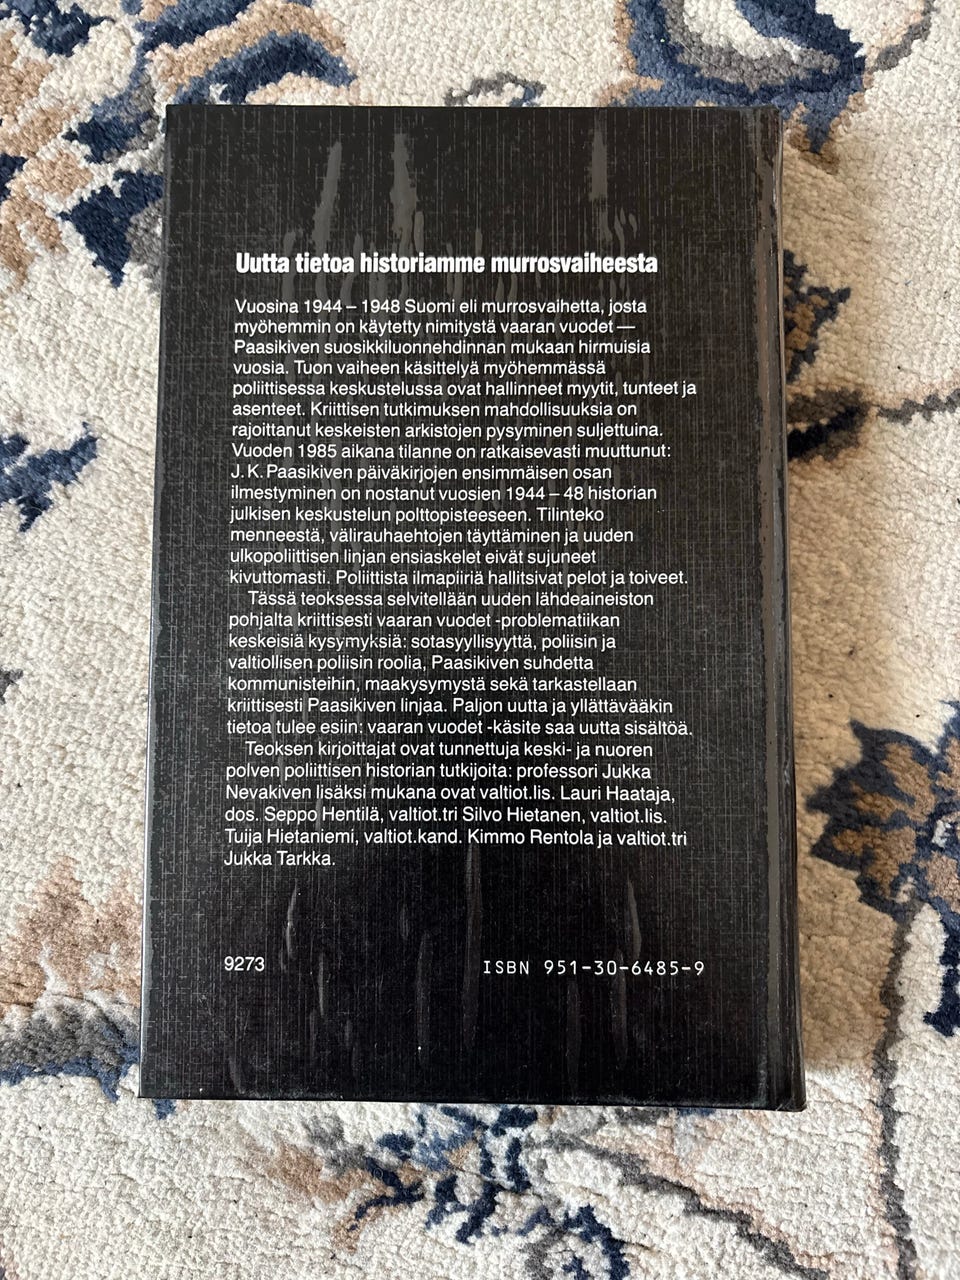 Uutta tietoa historiamme murrosvaiheesta
Vuosina 1944 – 1948 Suomi eli murrosvaihetta, josta
myöhemmin on käytetty nimitystä vaaran vuodet —
Paasikiven suosikkiluonnehdinnan mukaan hirmuisia
vuosia. Tuon vaiheen käsittelyä myöhemmässä
poliittisessa keskustelussa ovat hallinneet myytit, tunteet ja
asenteet. Kriittisen tutkimuksen mahdollisuuksia on
rajoittanut keskeisten arkistojen pysyminen suljettuina.
Vuoden 1985 aikana tilanne on ratkaisevasti muuttunut:
J. K. Paasikiven päiväkirjojen ensimmäisen osan
ilmestyminen on nostanut vuosien 1944 – 48 historian
julkisen keskustelun polttopisteeseen. Tilinteko
menneestä, välirauhaehtojen täyttäminen ja uuden
ulkopoliittisen linjan ensiaskelet eivät sujuneet
kivuttomasti. Poliittista ilmapiiriä hallitsivat pelot ja toiveet.
Tässä teoksessa selvitellään uuden lähdeaineiston
pohjalta kriittisesti vaaran vuodet -problematiikan
keskeisiä kysymyksiä: sotasyyllisyyttä, poliisin ja
valtiollisen poliisin roolia, Paasikiven suhdetta
kommunisteihin, maakysymystä sekä tarkastellaan
kriittisesti Paasikiven linjaa. Paljon uutta ja yllättävääkin
tietoa tulee esiin: vaaran vuodet -käsite saa uutta sisältöä.
Teoksen kirjoittajat ovat tunnettuja keski- ja nuoren
polven poliittisen historian tutkijoita: professori Jukka
Nevakiven lisäksi mukana ovat valtiot.lis. Lauri Haataja,
dos. Seppo Hentilä, valtiot.tri Silvo Hietanen, valtiot.lis.
Tuija Hietaniemi, valtiot.kand. Kimmo Rentola ja valtiot.tri
Jukka Tarkka.
9273
ISBN 951-30-6485-9